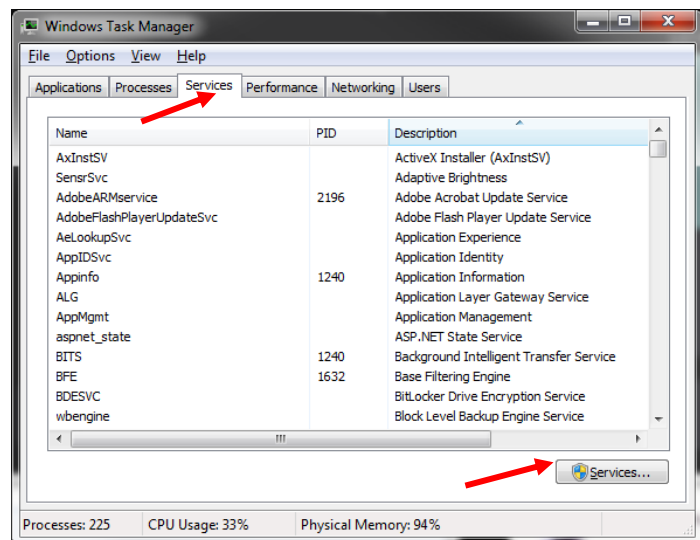 Windows Task Manager
File Options View Help
Applications Processes Services Performance Networking Users
Name PID Description
AxInstSV ActiveX Installer (AxInstSV)
SensrSvc Adaptive Brightness
AdobeARMservice 2196 Adobe Acrobat Update Service
AdobeFlashPlayerUpdateSvc Adobe Flash Player Update Service
AeLookupSvc Application Experience
AppIDSvc Application Identity
Appinfo 1240 Application Information
ALG Application Layer Gateway Service
AppMgmt Application Management
aspnet_state ASP.NET State Service
BITS 1240 Background Intelligent Transfer Service
BFE 1632 Base Filtering Engine
BDESVC BitLocker Drive Encryption Service
wbengine Block Level Backup Engine Service
Services...
Processes: 225 CPU Usage: 33% Physical Memory: 94%